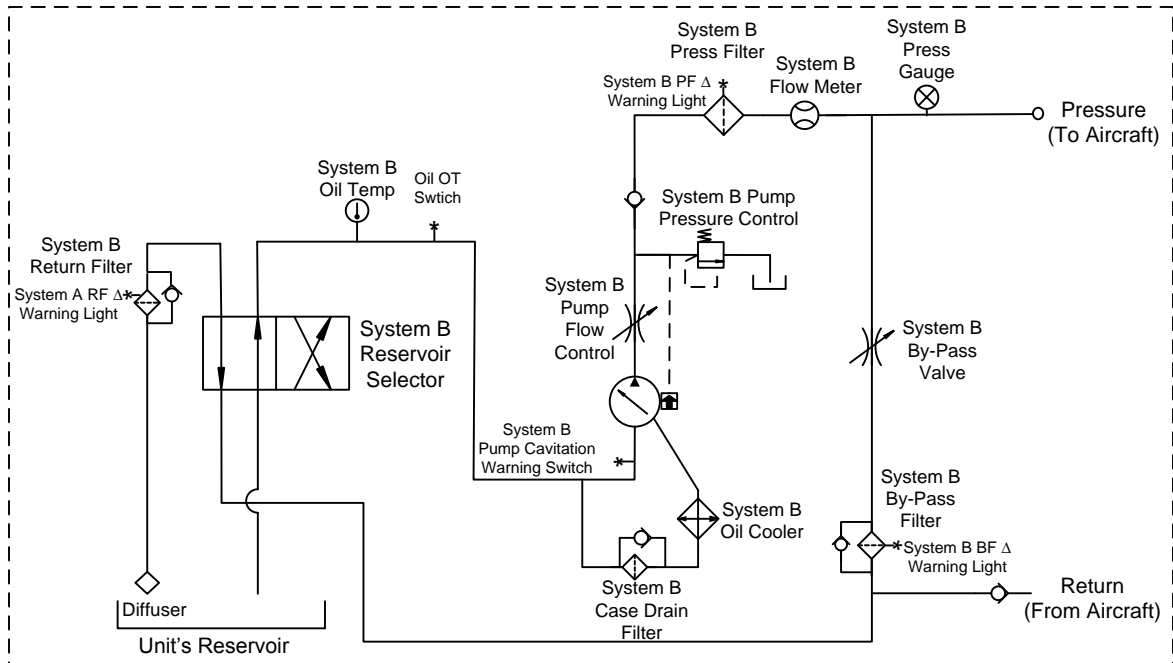 System B
Press Filter
System B PF Δ
Warning Light
System B
Flow Meter
System B
Press
Gauge
Pressure
(To Aircraft)
System B
Oil Temp
Oil OT
Swtich
System B Pump
Pressure Control
System B
Return Filter
System A RF Δ
Warning Light
System B
Reservoir
Selector
System B
Pump
Flow
Control
System B
By-Pass
Valve
System B
Pump Cavitation
Warning Switch
System B
Oil Cooler
System B
By-Pass
Filter
System B BF Δ
Warning Light
System B
Case Drain
Filter
Return
(From Aircraft)
Diffuser
Unit's Reservoir